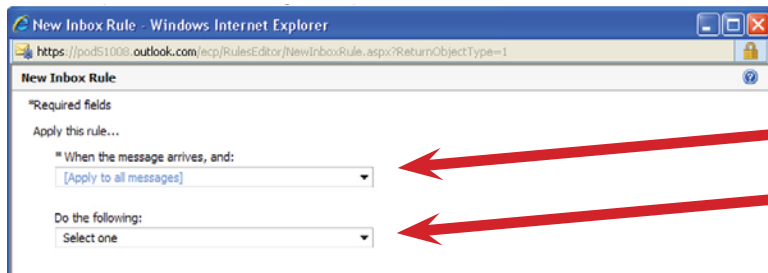 New Inbox Rule - Windows Internet Explorer
https://pod51008.outlook.com/ecp/RulesEditor/NewInboxRule.aspx?ReturnObjectType=1
New Inbox Rule
*Required fields
Apply this rule...
* When the message arrives, and:
[Apply to all messages]
Do the following:
Select one